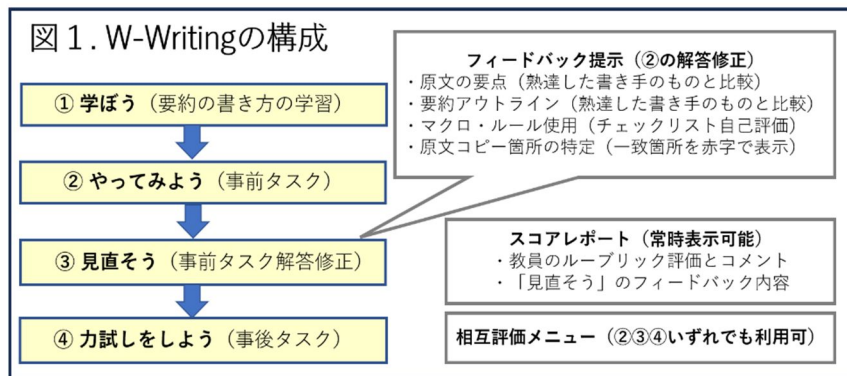 図1. W-Writingの構成
① 学ぼう（要約の書き方の学習）
② やってみよう（事前タスク）
③ 見直そう（事前タスク解答修正）
④ 力試しをしよう（事後タスク）
フィードバック提示（②の解答修正）
・原文の要点（熟達した書き手のものと比較）
・要約アウトライン（熟達した書き手のものと比較）
・マクロ・ルール使用（チェックリスト自己評価）
・原文コピー箇所の特定（一致箇所を赤字で表示）
スコアレポート（常時表示可能）
・教員のルーブリック評価とコメント
・「見直そう」のフィードバック内容
相互評価メニュー（②③④いずれでも利用可）